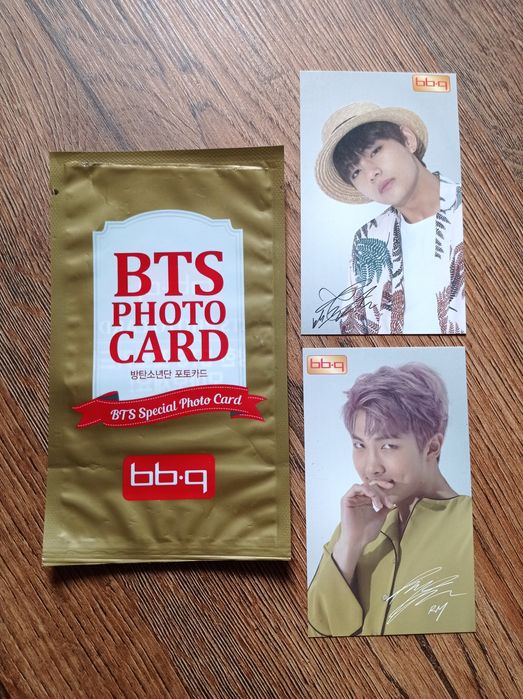 BTS
PHOTO
CARD
방탄소년단 포토카드
BTS Special Photo Card
bb·q
bb·q
bb·q
RM